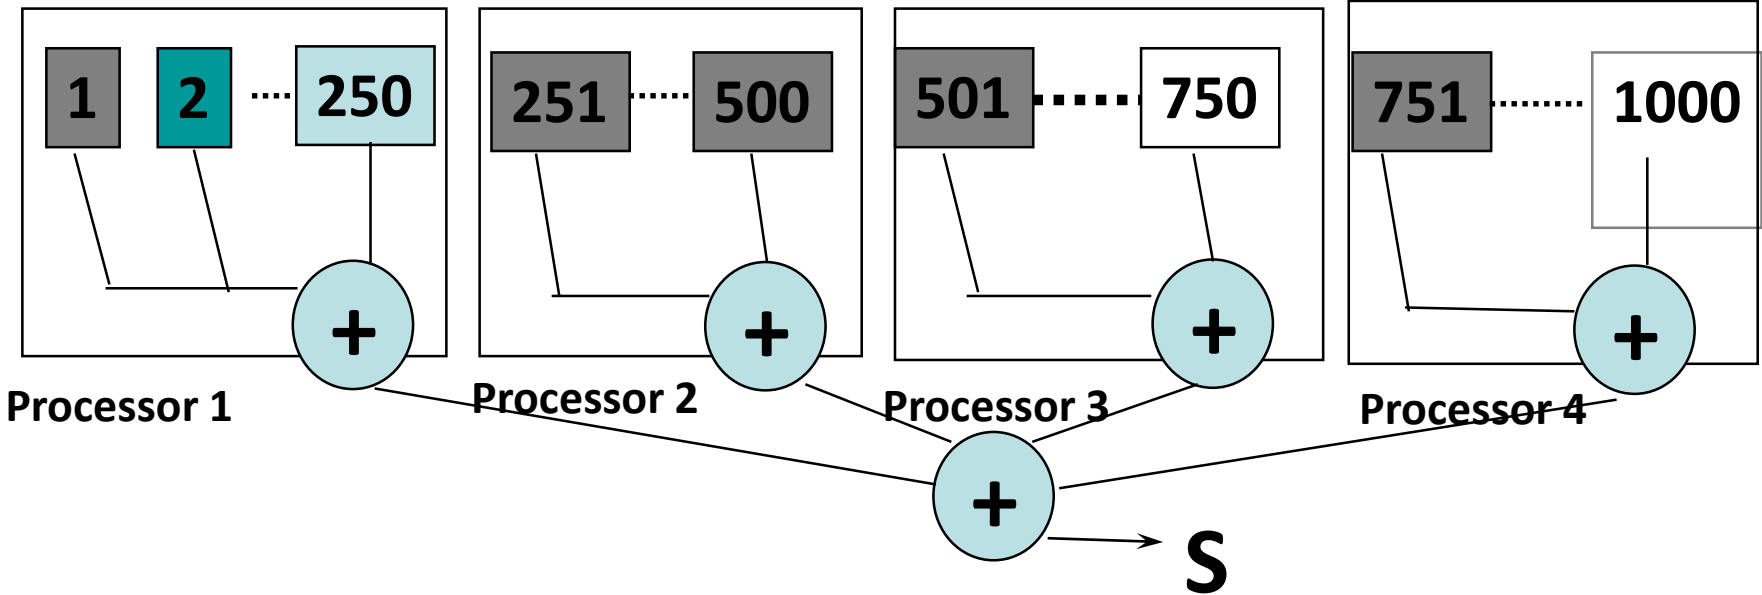 1 2 250 251 500 501 750 751 1000
+ + + +
Processor 1 Processor 2 Processor 3 Processor 4
+
S